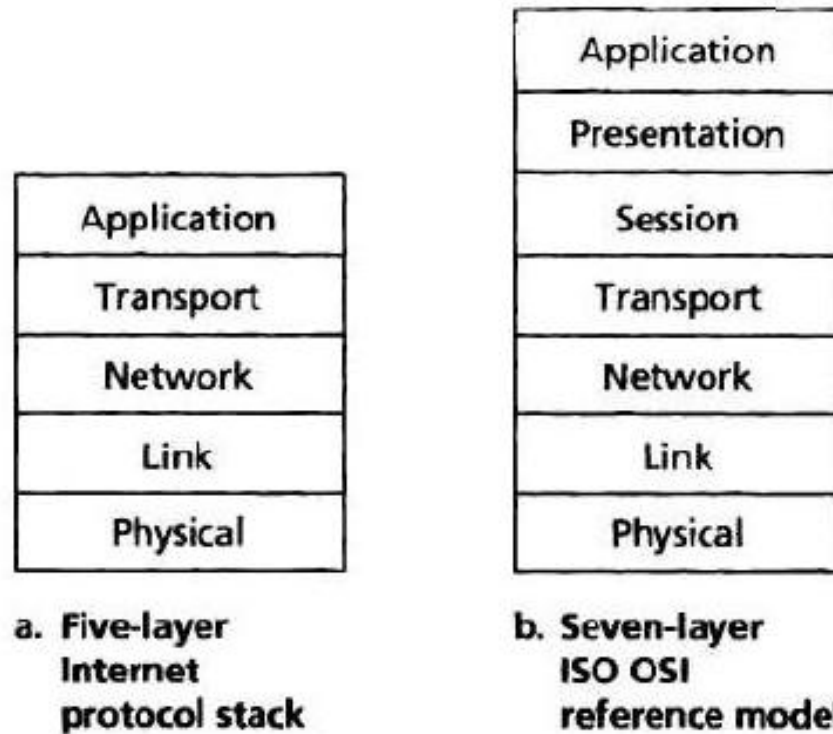 Application
Transport
Network
Link
Physical
a. Five-layer
Internet
protocol stack
Application
Presentation
Session
Transport
Network
Link
Physical
b. Seven-layer
ISO OSI
reference model